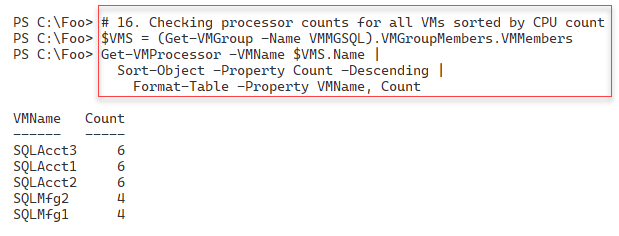 PS C:\Foo> # 16. Checking processor counts for all VMs sorted by CPU count
PS C:\Foo> $VMS = (Get-VMGroup -Name VMMGSQL).VMGroupMembers.VMMembers
PS C:\Foo> Get-VMProcessor -VMName $VMS.Name |
Sort-Object -Property Count -Descending |
Format-Table -Property VMName, Count
VMName Count
------ -----
SQLAcct3 6
SQLAcct1 6
SQLAcct2 6
SQLMfg2 4
SQLMfg1 4